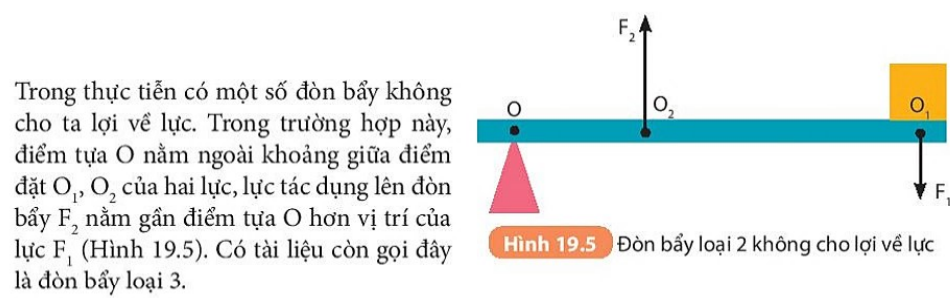 Trong thực tiễn có một số đòn bẩy không
cho ta lợi về lực. Trong trường hợp này,
điểm tựa O nằm ngoài khoảng giữa điểm
đặt O₁, O₂ của hai lực, lực tác dụng lên đòn
bẩy F₂ nằm gần điểm tựa O hơn vị trí của
lực F₁ (Hình 19.5). Có tài liệu còn gọi đây
là đòn bẩy loại 3.
F₂
O
O₂
O₁
F₁
Hình 19.5 Đòn bẩy loại 2 không cho lợi về lực